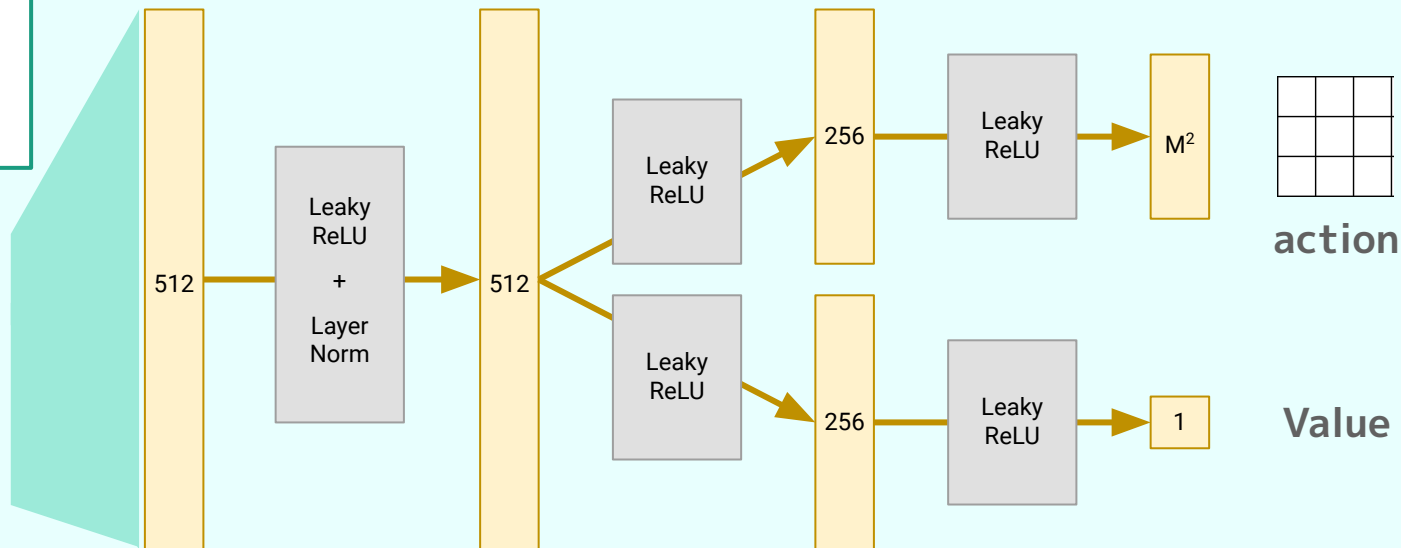 512
Leaky
ReLU
+
Layer
Norm
512
Leaky
ReLU
256
Leaky
ReLU
M²
action
Leaky
ReLU
256
Leaky
ReLU
1
Value